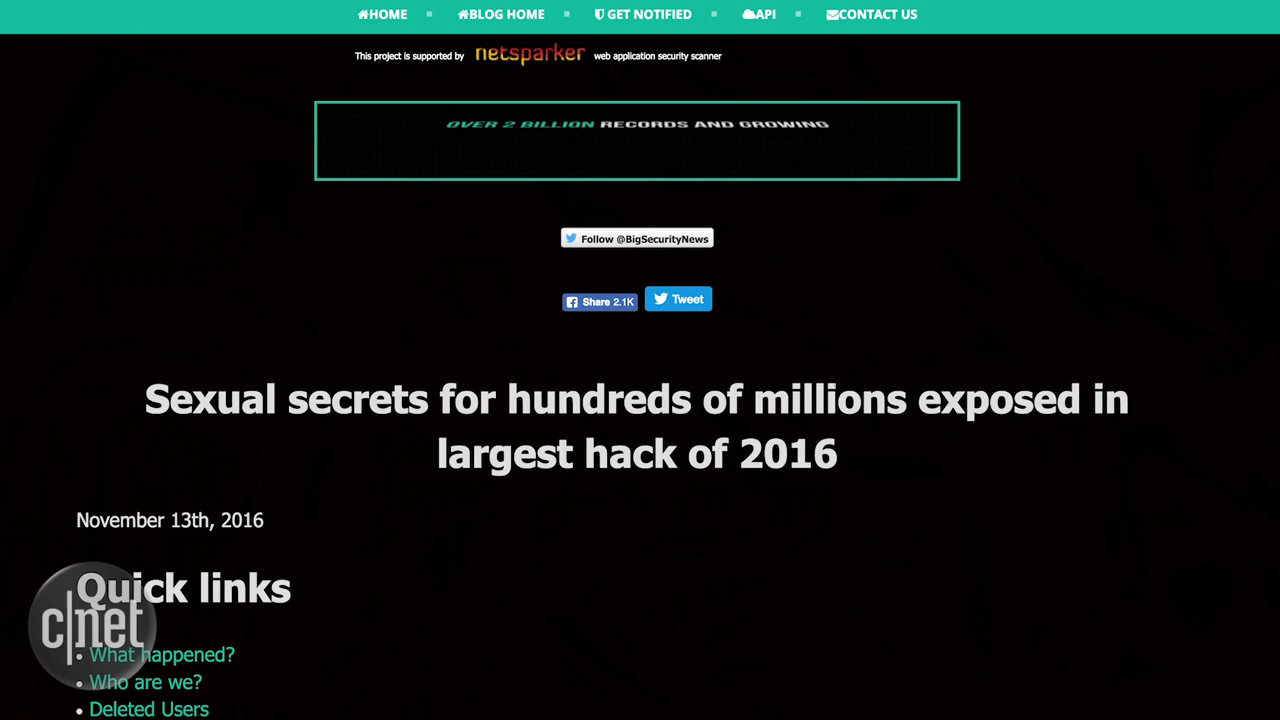 HOME BLOG HOME GET NOTIFIED API CONTACT US
This project is supported by netsparker web application security scanner
OVER 2 BILLION RECORDS AND GROWING
Follow @BigSecurityNews
Share 2.1K Tweet
Sexual secrets for hundreds of millions exposed in
largest hack of 2016
November 13th, 2016
Quick links
c|net
What happened?
Who are we?
Deleted Users